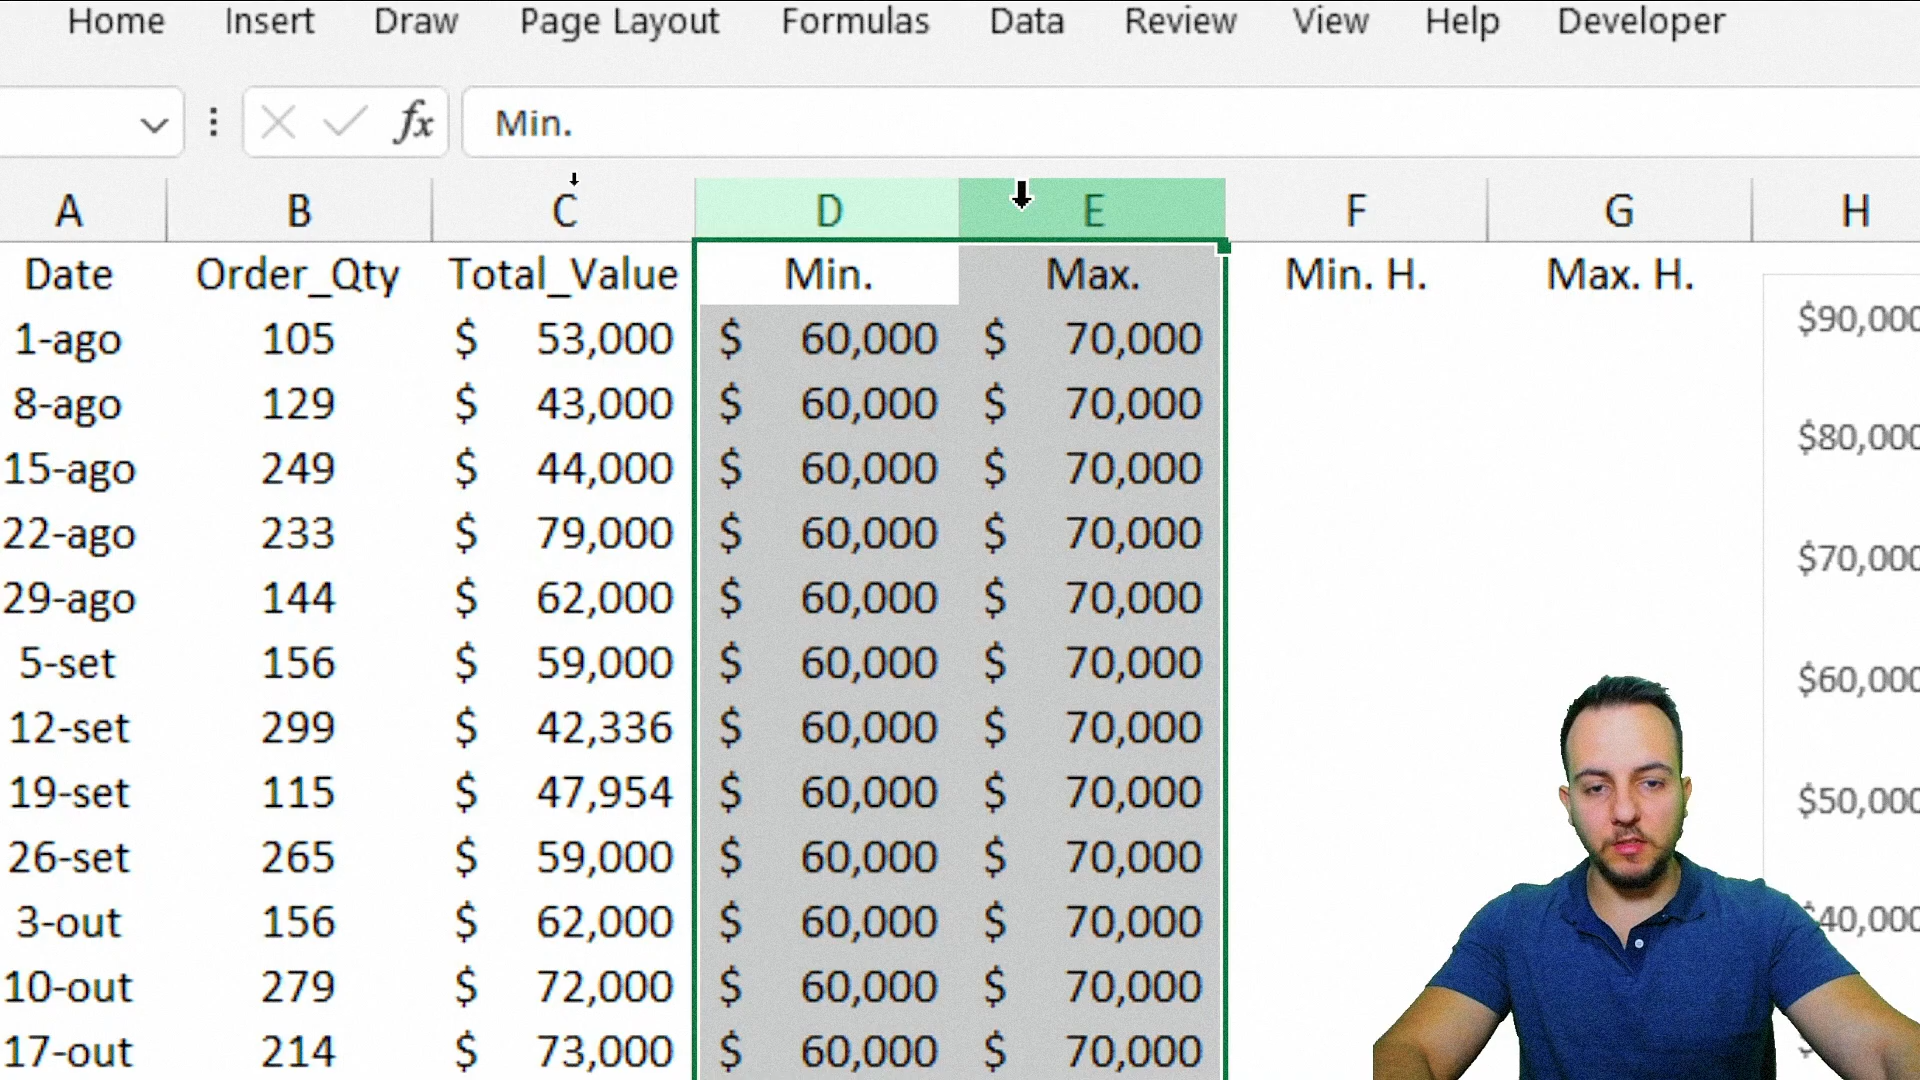 Home Insert Draw Page Layout Formulas Data Review View Help Developer
fx Min.
A B C D E F G H
Date Order_Qty Total_Value Min. Max. Min. H. Max. H.
1-ago 105 $ 53,000 $ 60,000 $ 70,000 $90,000
8-ago 129 $ 43,000 $ 60,000 $ 70,000 $80,000
15-ago 249 $ 44,000 $ 60,000 $ 70,000
22-ago 233 $ 79,000 $ 60,000 $ 70,000 $70,000
29-ago 144 $ 62,000 $ 60,000 $ 70,000
5-set 156 $ 59,000 $ 60,000 $ 70,000 $60,000
12-set 299 $ 42,336 $ 60,000 $ 70,000
19-set 115 $ 47,954 $ 60,000 $ 70,000 $50,000
26-set 265 $ 59,000 $ 60,000 $ 70,000
3-out 156 $ 62,000 $ 60,000 $ 70,000 $40,000
10-out 279 $ 72,000 $ 60,000 $ 70,000
17-out 214 $ 73,000 $ 60,000 $ 70,000